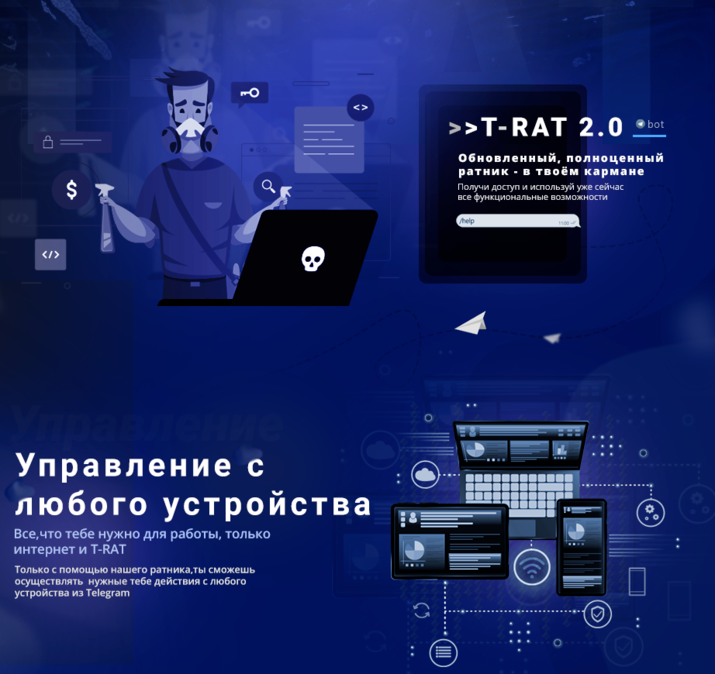 >>T-RAT 2.0 bot
Обновленный, полноценный
ратник - в твоём кармане
Получи доступ и используй уже сейчас
все функциональные возможности
/help
Управление
Управление с
любого устройства
Все,что тебе нужно для работы, только
интернет и T-RAT
Только с помощью нашего ратника,ты сможешь
осуществлять нужные тебе действия с любого
устройства из Telegram